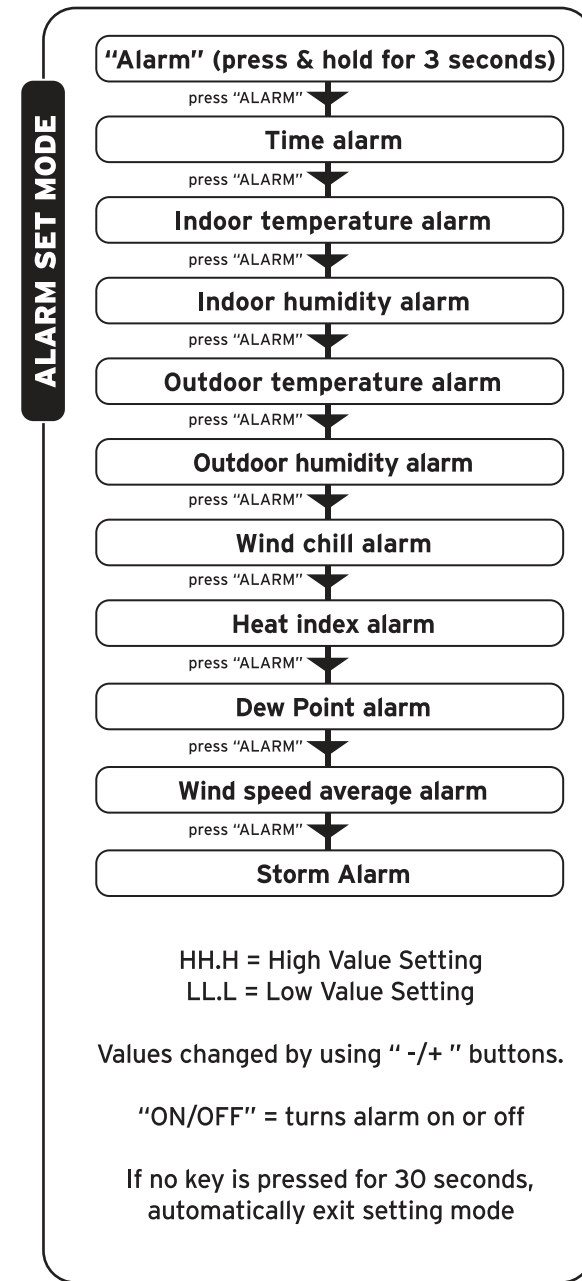 ALARM SET MODE
“Alarm” (press & hold for 3 seconds)
press “ALARM”
Time alarm
press “ALARM”
Indoor temperature alarm
press “ALARM”
Indoor humidity alarm
press “ALARM”
Outdoor temperature alarm
press “ALARM”
Outdoor humidity alarm
press “ALARM”
Wind chill alarm
press “ALARM”
Heat index alarm
press “ALARM”
Dew Point alarm
press “ALARM”
Wind speed average alarm
press “ALARM”
Storm Alarm
HH.H = High Value Setting
LL.L = Low Value Setting
Values changed by using “ -/+ ” buttons.
“ON/OFF” = turns alarm on or off
If no key is pressed for 30 seconds,
automatically exit setting mode